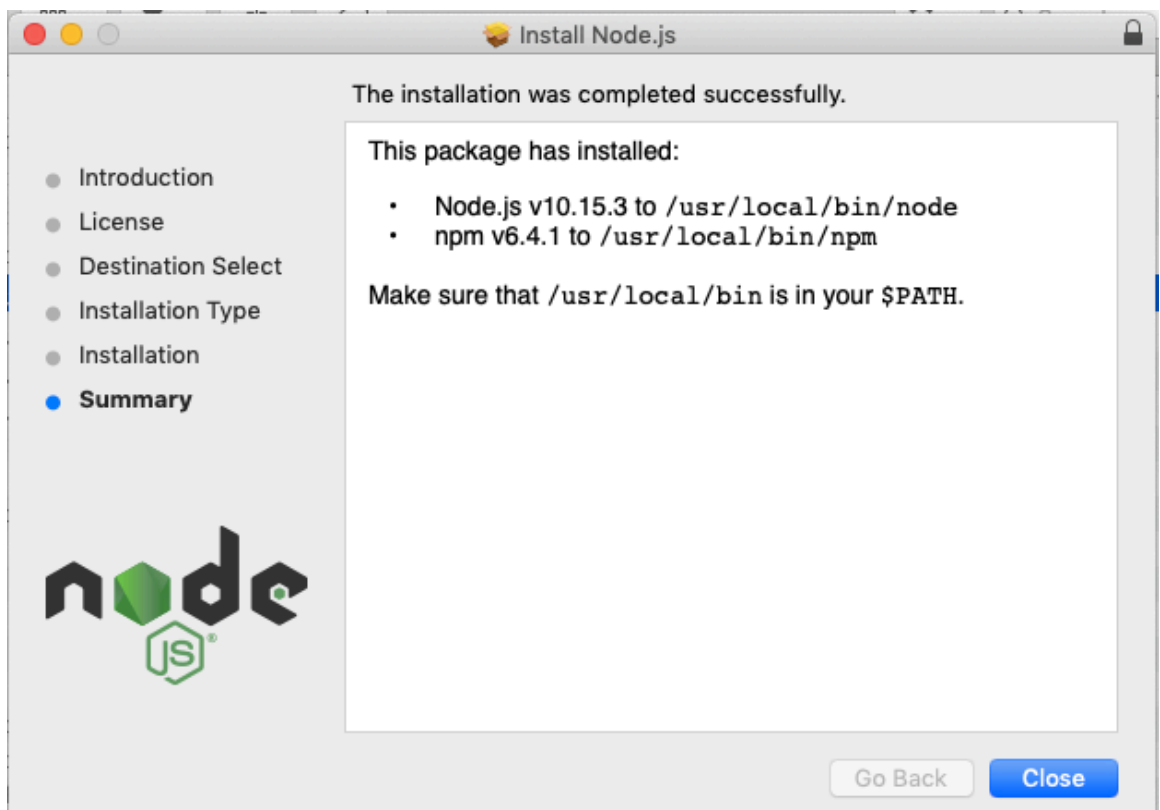 Install Node.js
The installation was completed successfully.
Introduction
License
Destination Select
Installation Type
Installation
Summary
This package has installed:
• Node.js v10.15.3 to /usr/local/bin/node
• npm v6.4.1 to /usr/local/bin/npm
Make sure that /usr/local/bin is in your $PATH.
node
JS®
Go Back
Close